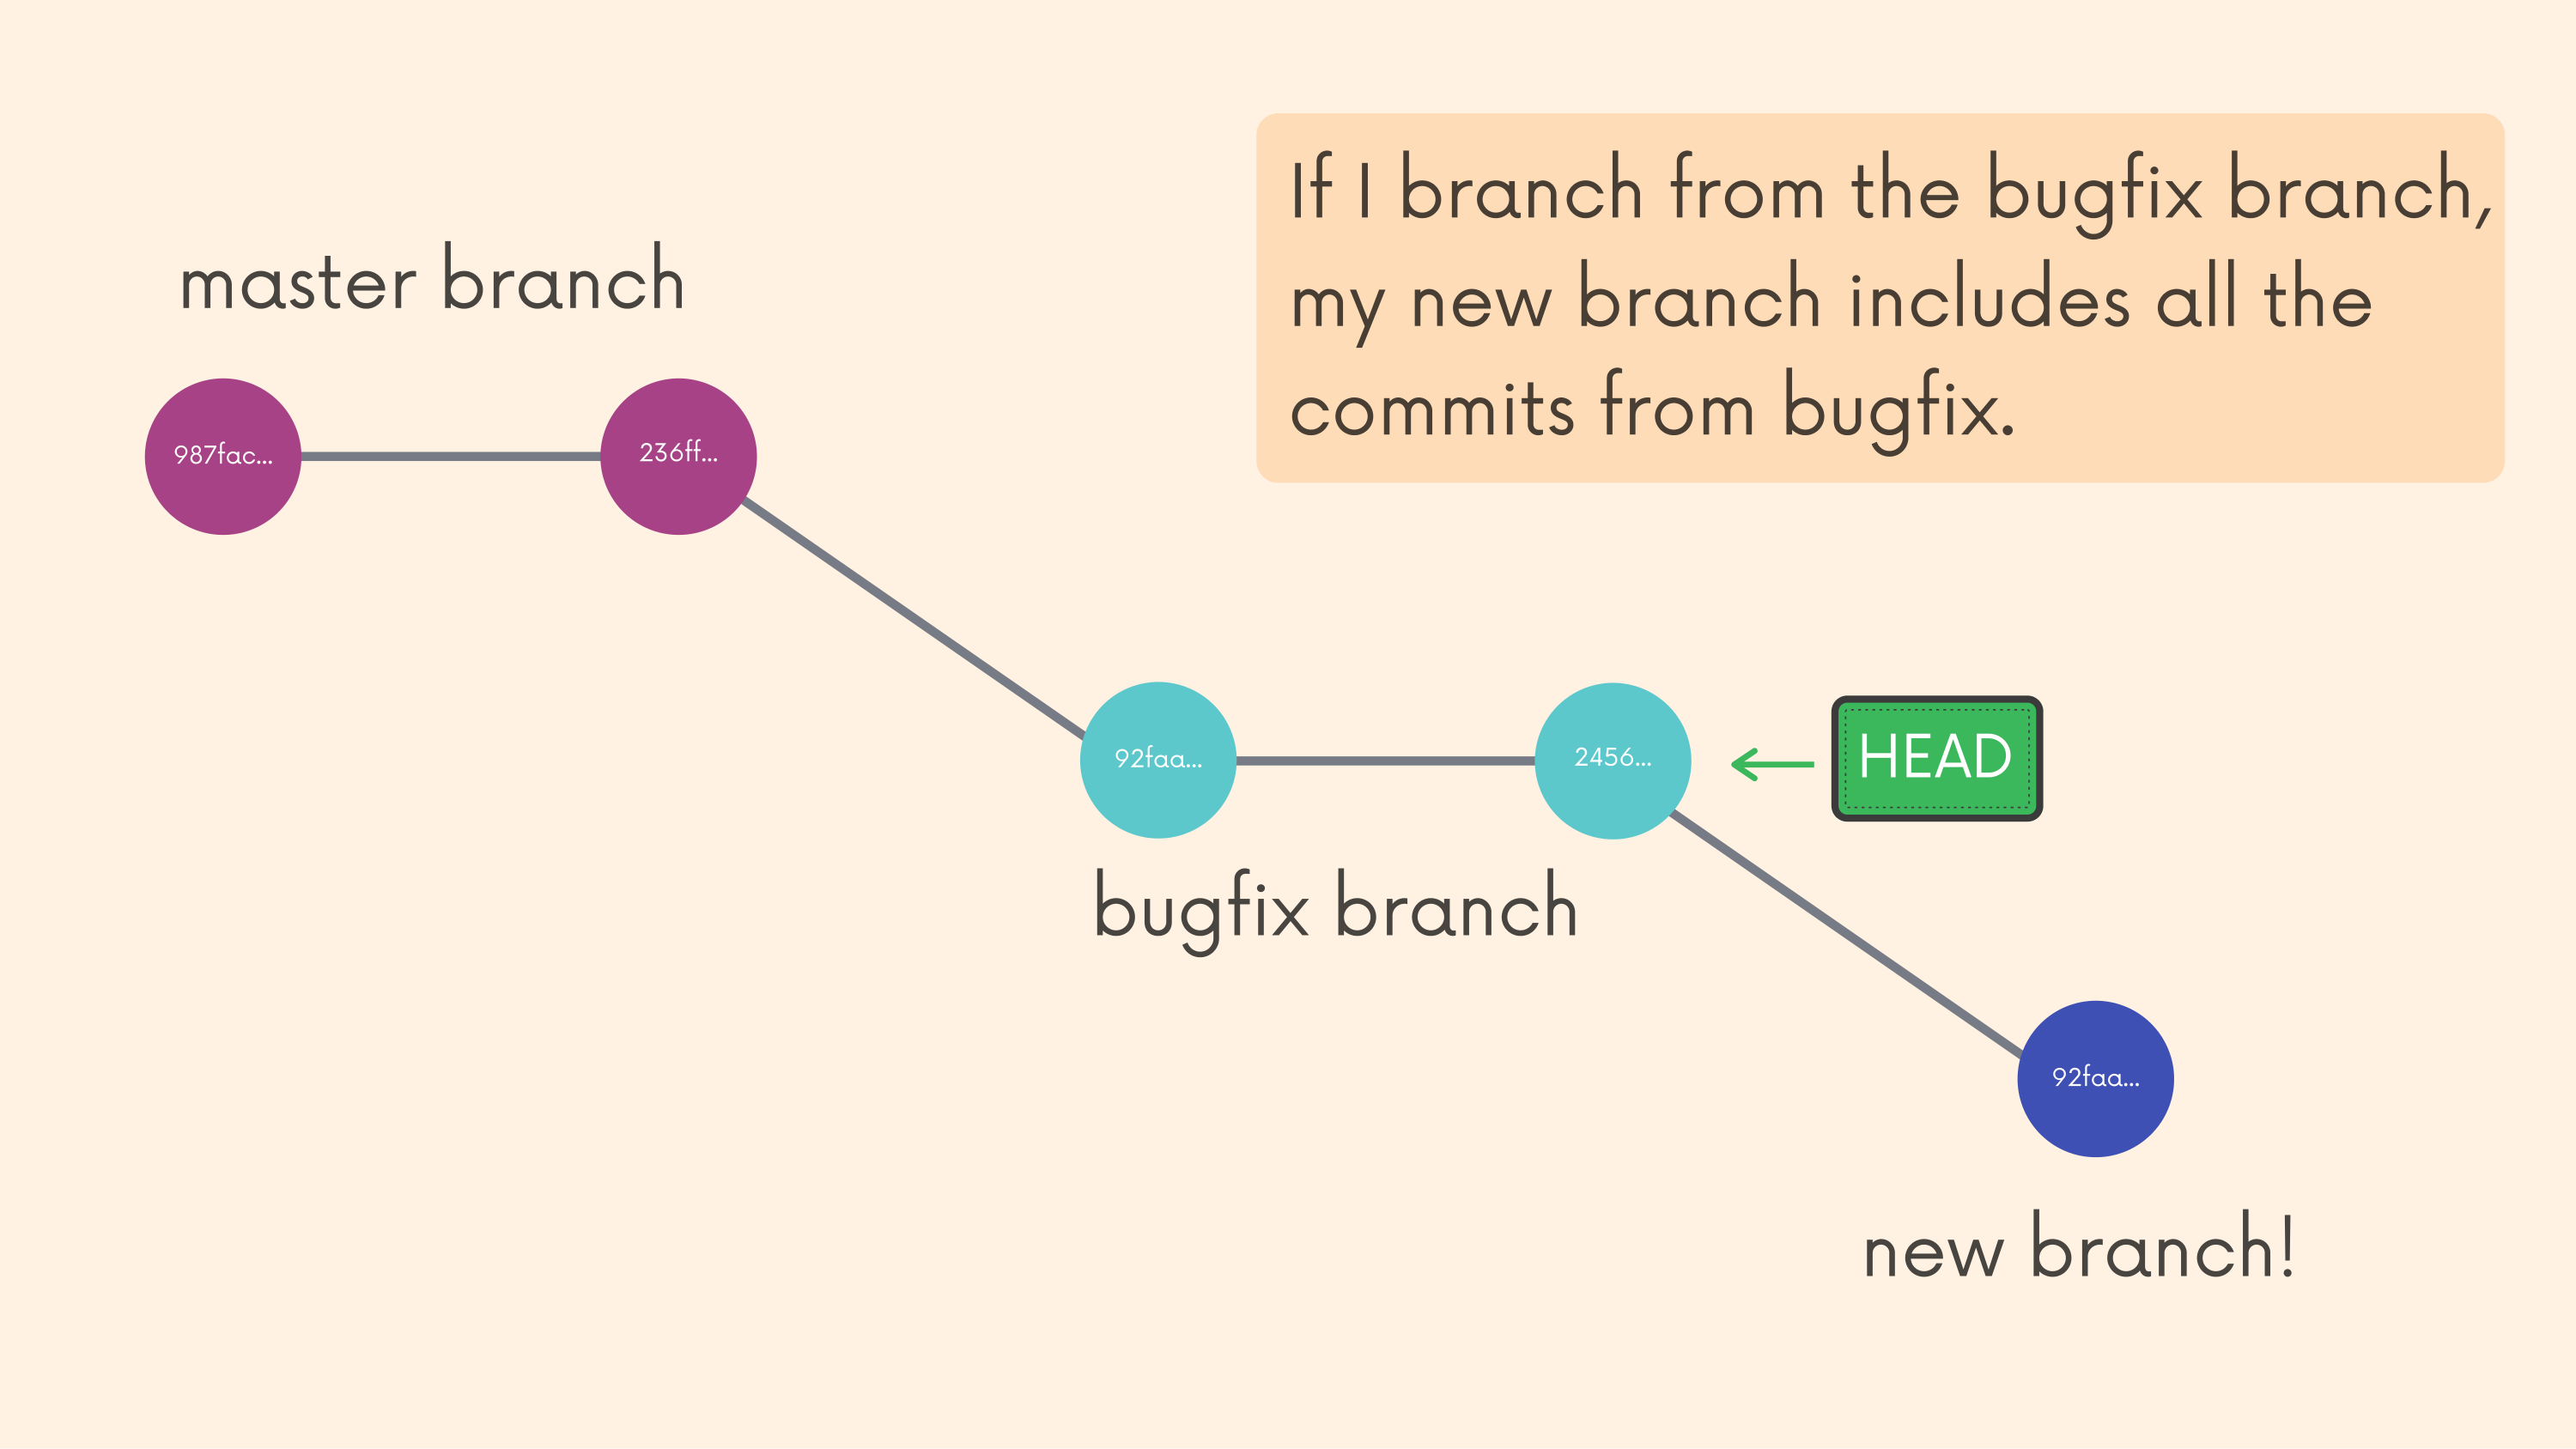 If I branch from the bugfix branch,
my new branch includes all the
commits from bugfix.
master branch
987fac...
236ff...
92faa...
2456...
HEAD
bugfix branch
92faa...
new branch!